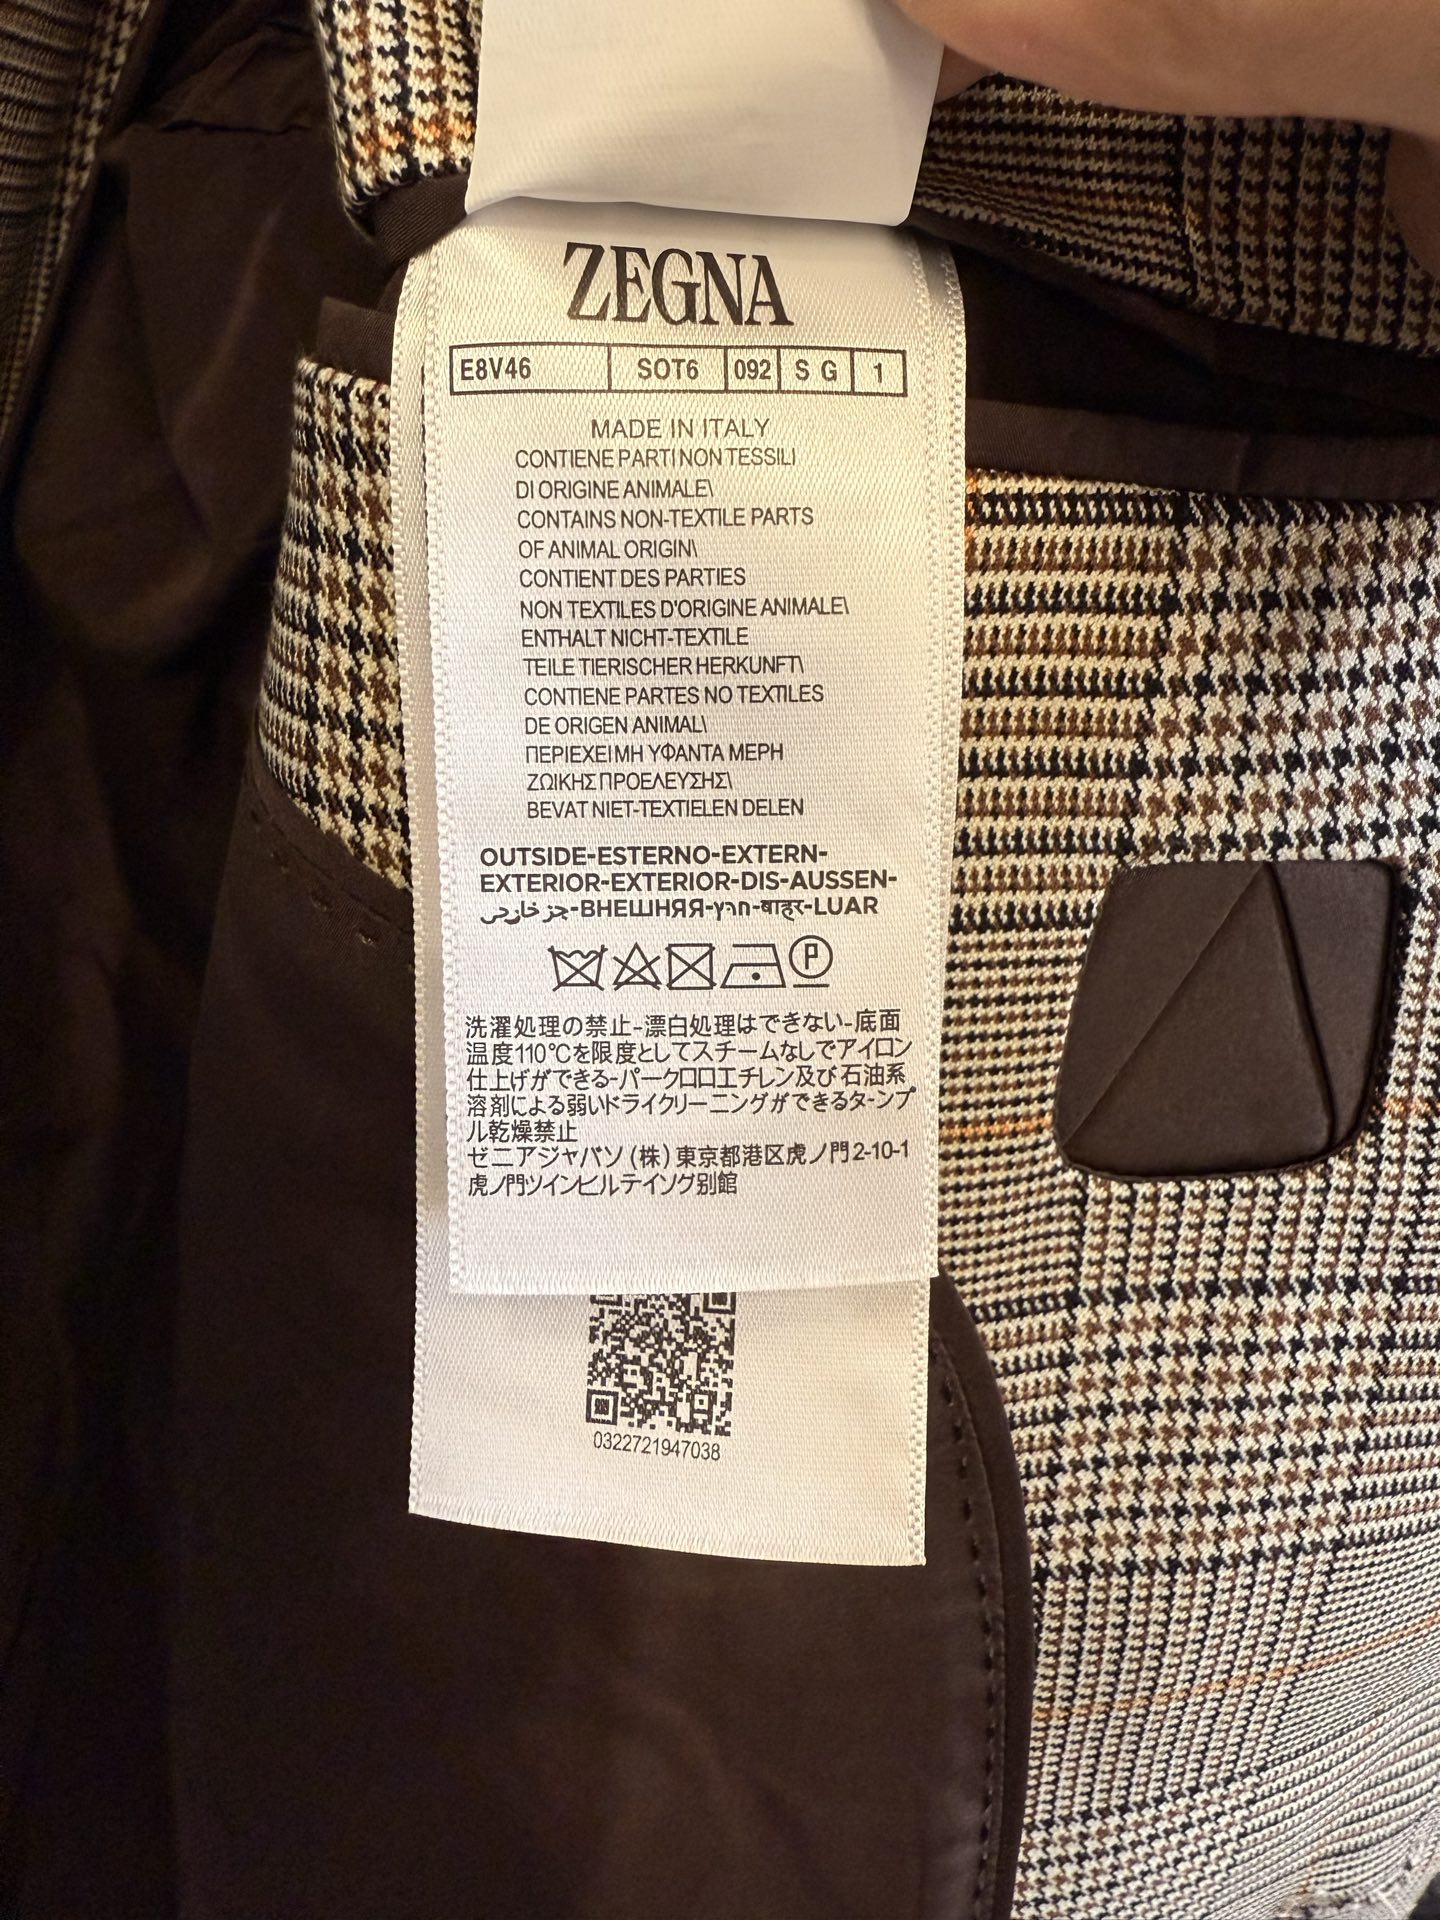 ZEGNA
E8V46 SOT6 092 S G 1
MADE IN ITALY
CONTIENE PARTI NON TESSILI
DI ORIGINE ANIMALE\
CONTAINS NON-TEXTILE PARTS
OF ANIMAL ORIGIN\
CONTIENT DES PARTIES
NON TEXTILES D'ORIGINE ANIMALE\
ENTHALT NICHT-TEXTILE
TEILE TIERISCHER HERKUNFT\
CONTIENE PARTES NO TEXTILES
DE ORIGEN ANIMAL\
ΠΕΡΙΕΧΕΙ ΜΗ ΥΦΑΝΤΑ ΜΕΡΗ
ΖΩΙΚΗΣ ΠΡΟΕΛΕΥΣΗΣ\
BEVAT NIET-TEXTIELEN DELEN
OUTSIDE-ESTERNO-EXTERN-
EXTERIOR-EXTERIOR-DIS-AUSSEN-
جز خارجی-ВНЕШНЯЯ-חרץ-बाहर-LUAR
P
洗濯処理の禁止-漂白処理はできない-底面
温度110℃を限度としてスチームなしでアイロン
仕上げができる-パークロロエチレン及び石油系
溶剤による弱いドライクリーニングができるタンブ
ル乾燥禁止
ゼニアジャパン(株)東京都港区虎ノ門2-10-1
虎ノ門ツインビルディング別館
0322721947038